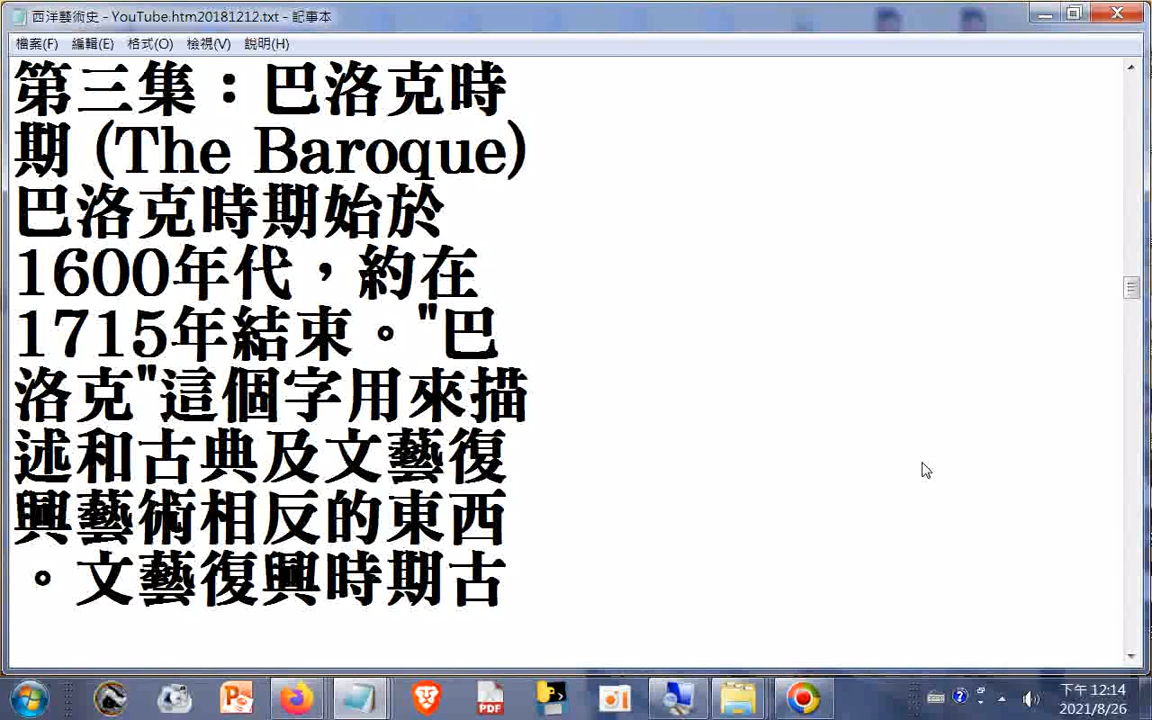 西洋藝術史 - YouTube.htm20181212.txt - 記事本
檔案(F) 編輯(E) 格式(O) 檢視(V) 說明(H)
第三集：巴洛克時
期 (The Baroque)
巴洛克時期始於
1600年代，約在
1715年結束。"巴
洛克"這個字用來描
述和古典及文藝復
興藝術相反的東西
。文藝復興時期古
PDF
下午 12:14
2021/8/26